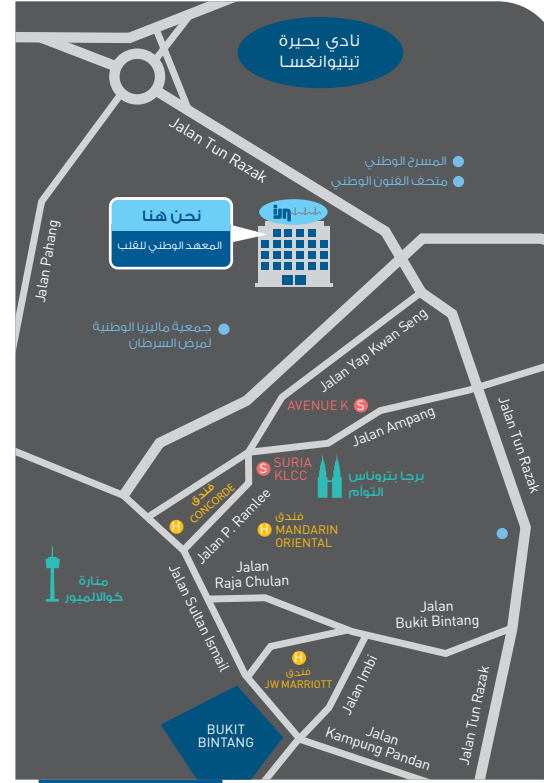 نادي بحيرة
تيتيوانغسا
Jalan Tun Razak
المسرح الوطني
متحف الفنون الوطني
نحن هنا
المعهد الوطني للقلب
ijn
Jalan Pahang
جمعية ماليزيا الوطنية
لمرض السرطان
Jalan Yap Kwan Seng
AVENUE K S
Jalan Ampang
Jalan Tun Razak
S SURIA
KLCC
برجا بتروناس
التوأم
فندق
CONCORDE
H
Jalan P. Ramlee
فندق
H MANDARIN
ORIENTAL
منارة
كوالالمبور
Jalan
Raja Chulan
Jalan Sultan Ismail
Jalan
Bukit Bintang
H
فندق
JW MARRIOTT
Jalan Imbi
BUKIT
BINTANG
Jalan
Kampung Pandan
Jalan Tun Razak